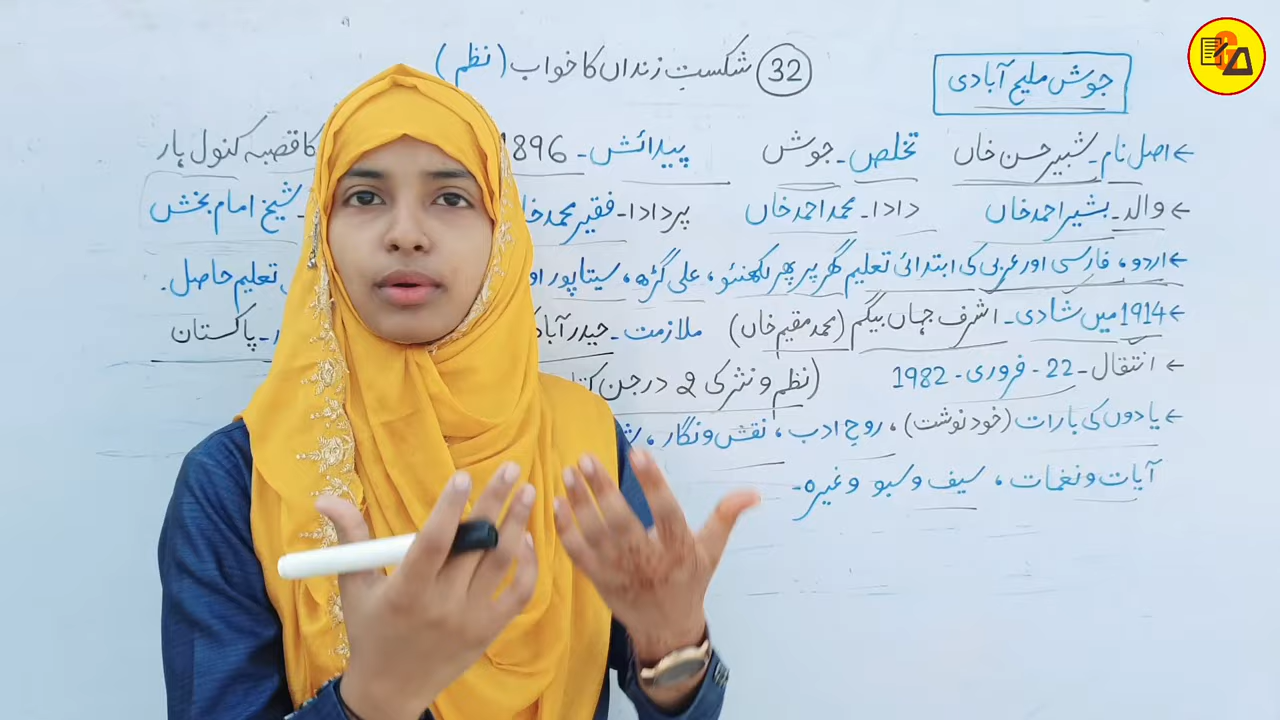 جوش ملیح آبادی
32 شکستِ زنداں کا خواب (نظم)
اصل نام ۔ شبیر حسن خاں تخلص ۔ جوش پیدائش ۔ 1896 کا قصبہ کنول ہار
والد ۔ بشیر احمد خاں دادا ۔ محمد احمد خاں پردادا ۔ فقیر محمد ۔ شیخ امام بخش
اردو ، فارسی اور عربی کی ابتدائی تعلیم گھر پر پھر لکھنئو ، علی گڑھ ، سیتاپور تعلیم حاصل ۔
1914 میں شادی ۔ اشرف جہاں بیگم (محمد مقیم خاں) ملازمت ۔ ۔ پاکستان
انتقال ۔ 22 ۔ فروری ۔ 1982 (نظم و نثر کی 2 درجن
یادوں کی بارات (خود نوشت) ، روحِ ادب ، نقش و نگار ،
آیات و نغمات ، سیف و سبو وغیرہ ۔